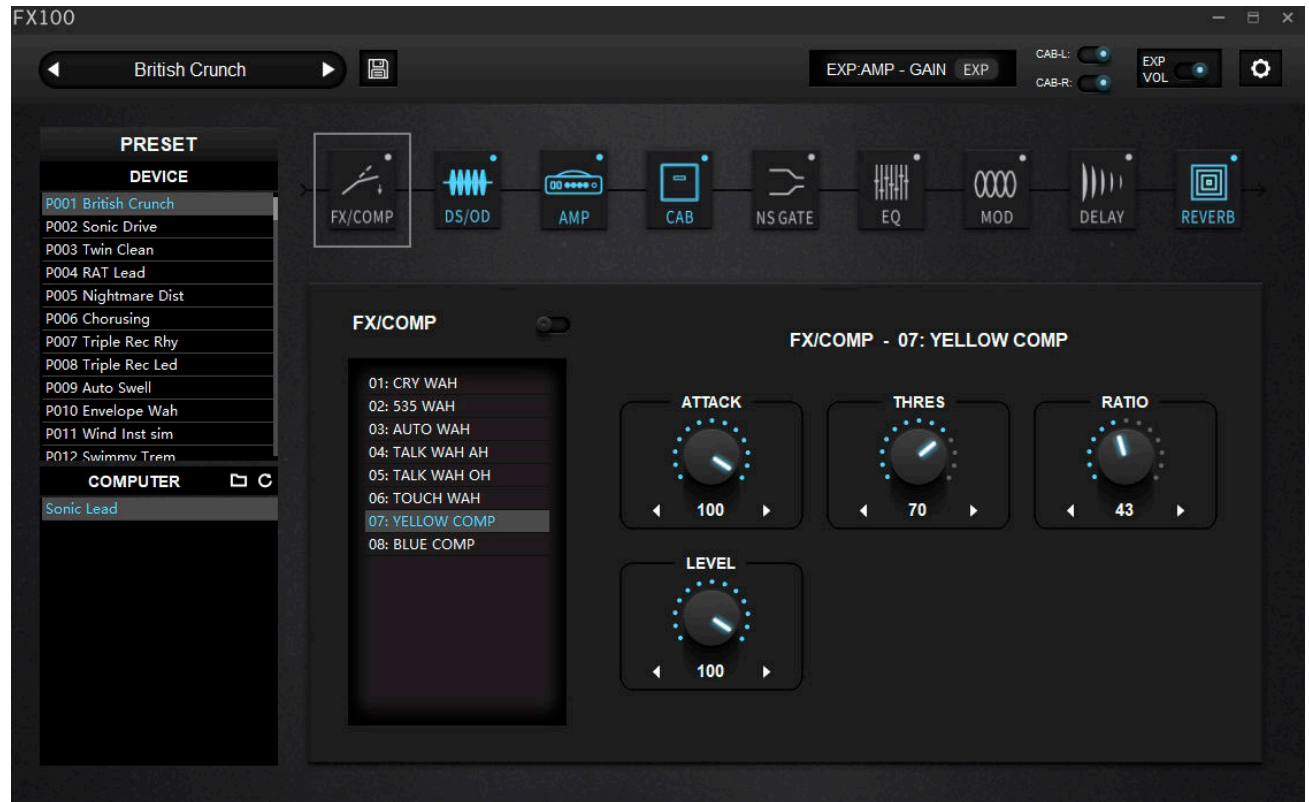 FX100
British Crunch
EXP:AMP - GAIN EXP
CAB-L:
CAB-R:
EXP
VOL
PRESET
DEVICE
P001 British Crunch
P002 Sonic Drive
P003 Twin Clean
P004 RAT Lead
P005 Nightmare Dist
P006 Chorusing
P007 Triple Rec Rhy
P008 Triple Rec Led
P009 Auto Swell
P010 Envelope Wah
P011 Wind Inst sim
P012 Swimmy Trem
COMPUTER
Sonic Lead
FX/COMP DS/OD AMP CAB NS GATE EQ MOD DELAY REVERB
FX/COMP
01: CRY WAH
02: 535 WAH
03: AUTO WAH
04: TALK WAH AH
05: TALK WAH OH
06: TOUCH WAH
07: YELLOW COMP
08: BLUE COMP
FX/COMP - 07: YELLOW COMP
ATTACK THRES RATIO
100 70 43
LEVEL
100